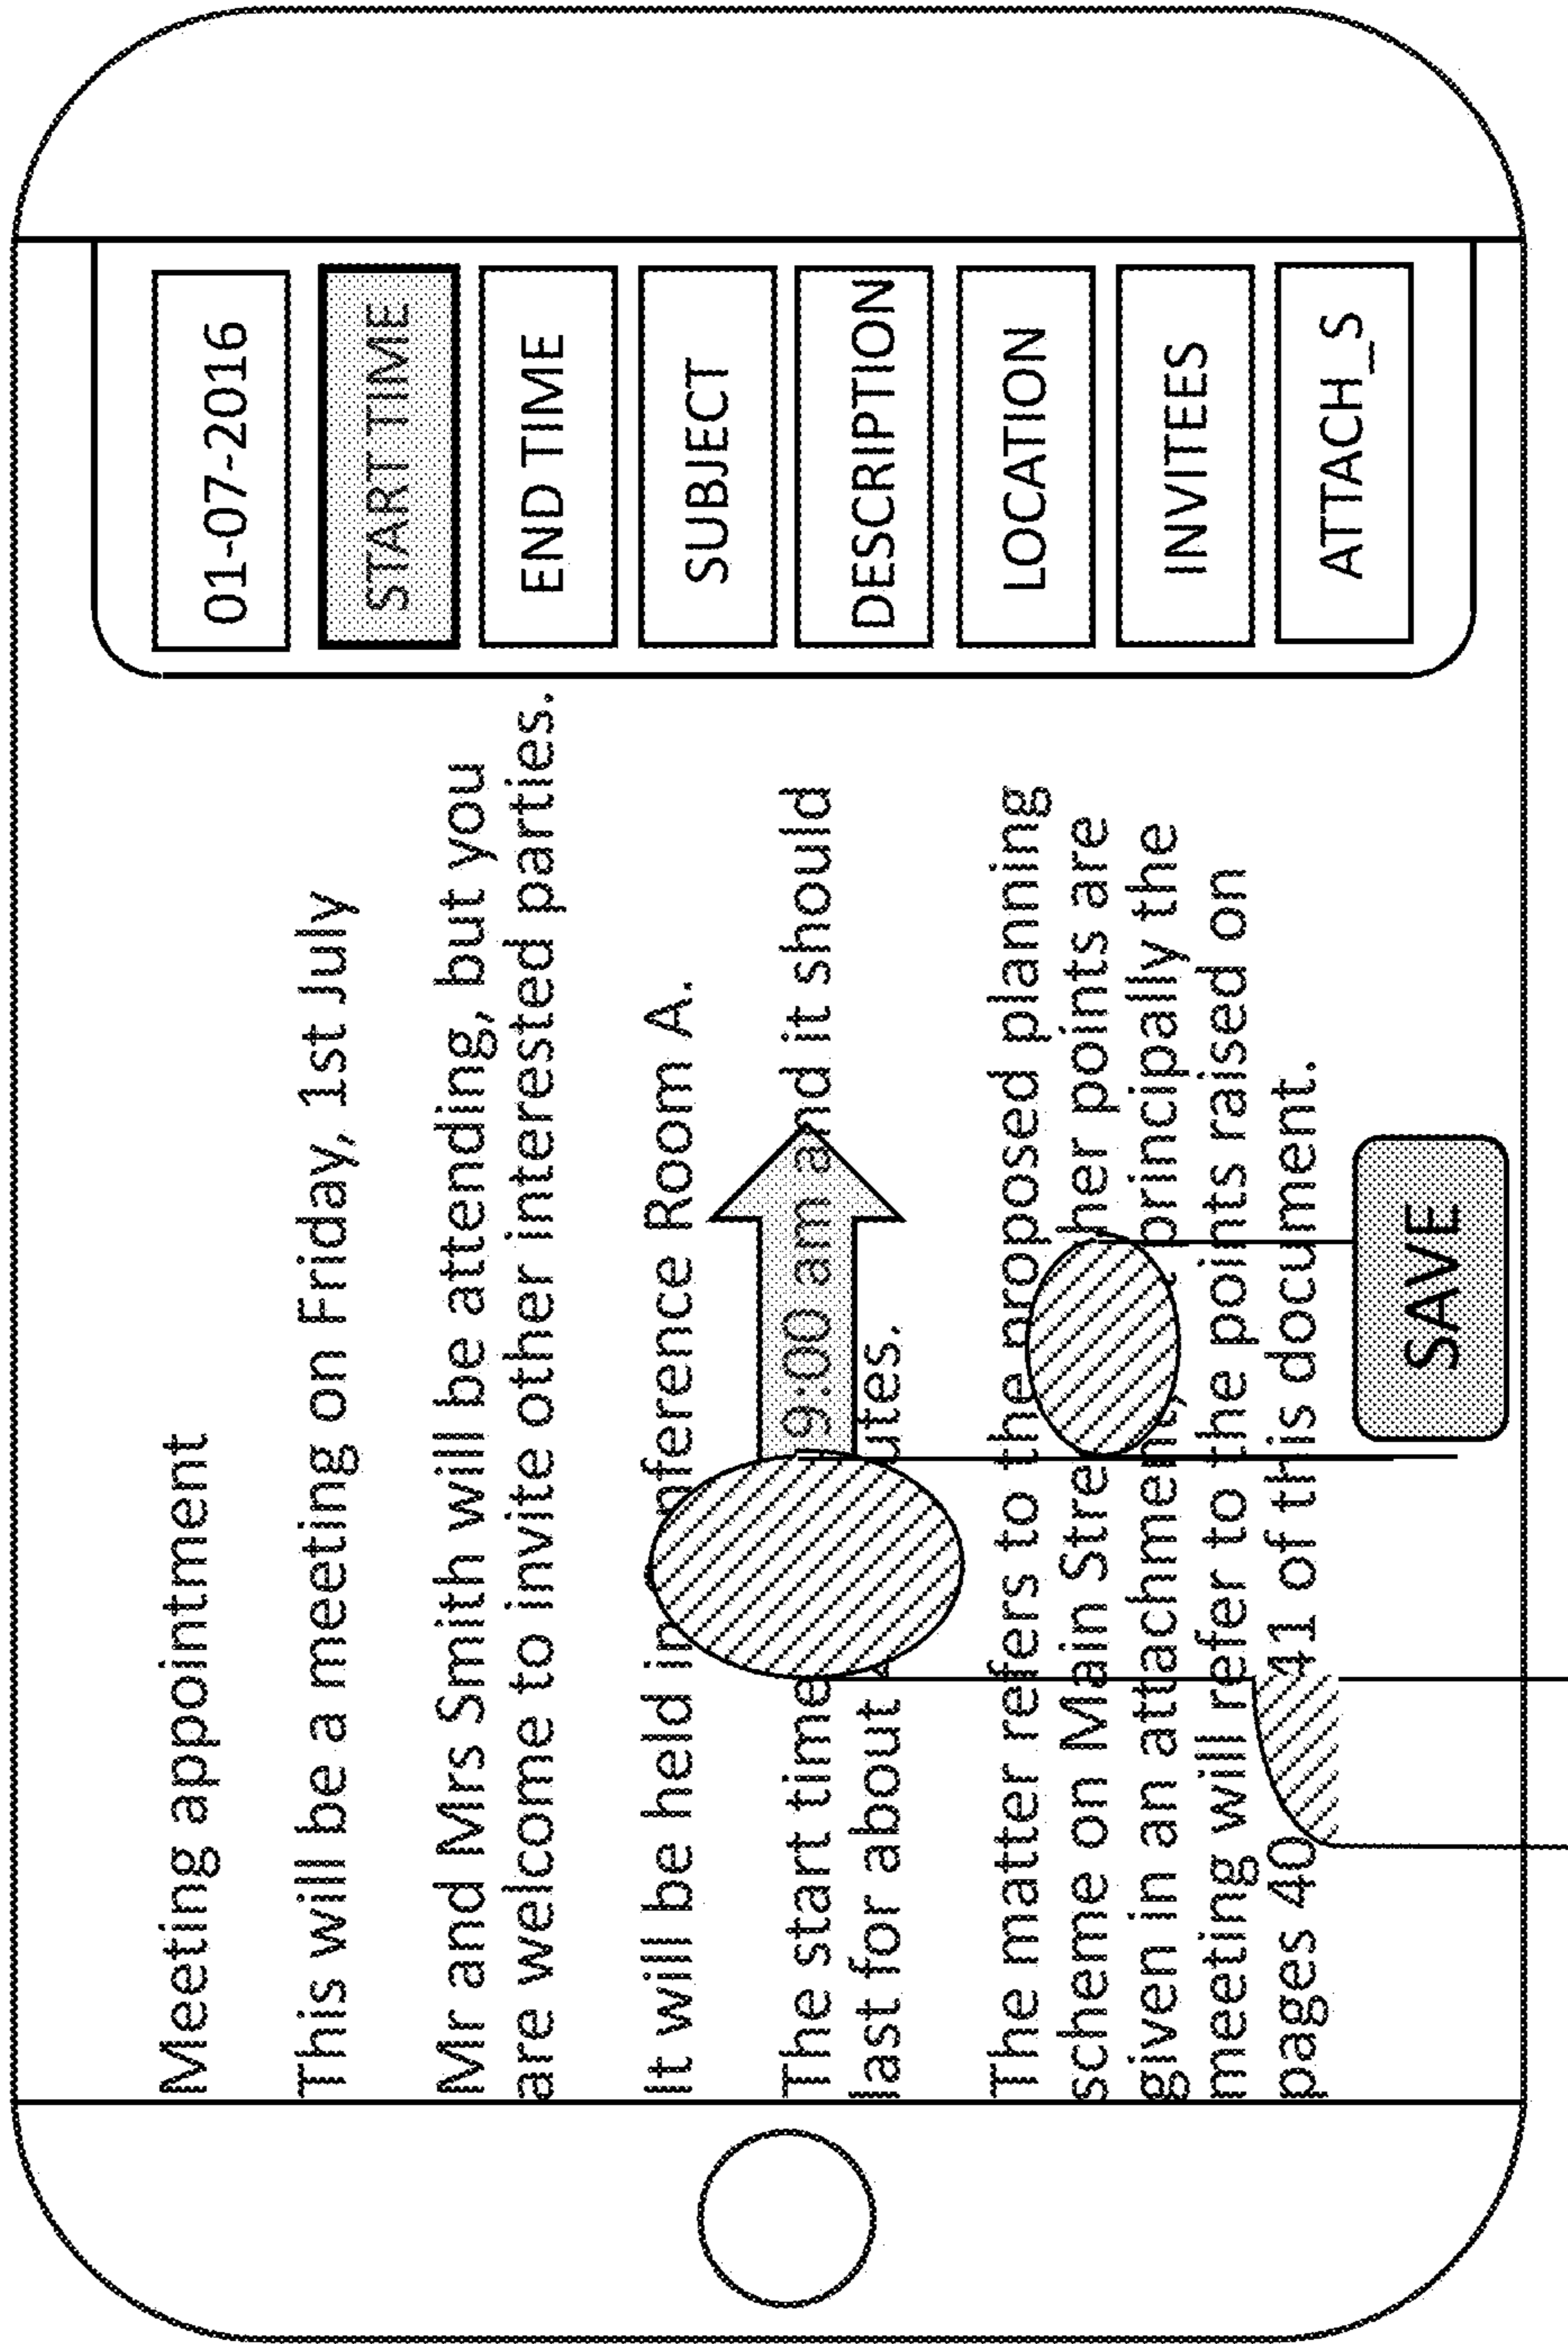 Meeting appointment
This will be a meeting on Friday, 1st July
Mr and Mrs Smith will be attending, but you
are welcome to invite other interested parties.
It will be held in nference Room A.
The start time 9:00 am and it should
last for about utes.
The matter refers to the proposed planning
scheme on Main Stre her points are
given in an attachme principally the
meeting will refer to the points raised on
pages 40 41 of this document.
01-07-2016
START TIME
END TIME
SUBJECT
DESCRIPTION
LOCATION
INVITEES
ATTACH_S
SAVE